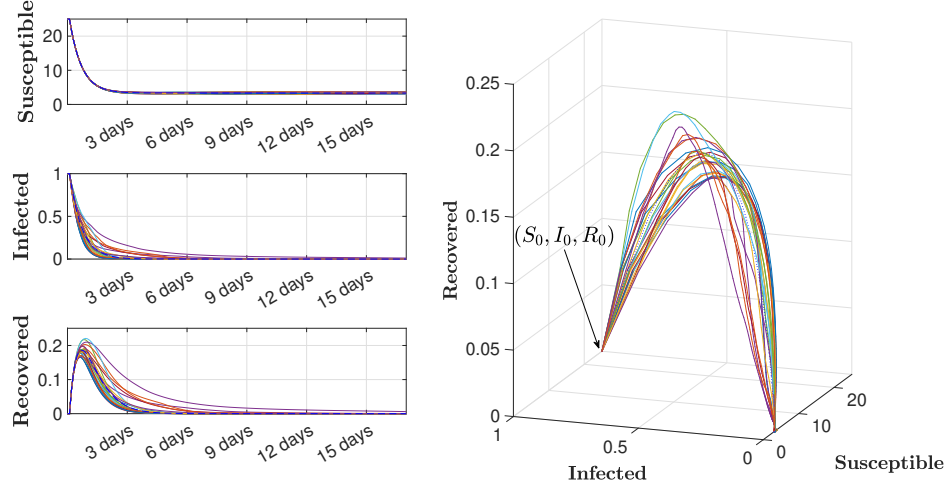 Susceptible
20
10
0
3 days
6 days
9 days
12 days
15 days
Infected
1
0.5
0
3 days
6 days
9 days
12 days
15 days
Recovered
0.2
0.1
0
3 days
6 days
9 days
12 days
15 days
Recovered
0.25
0.2
0.15
0.1
0.05
0
(S₀, I₀, R₀)
1
0.5
0
Infected
0
10
20
Susceptible